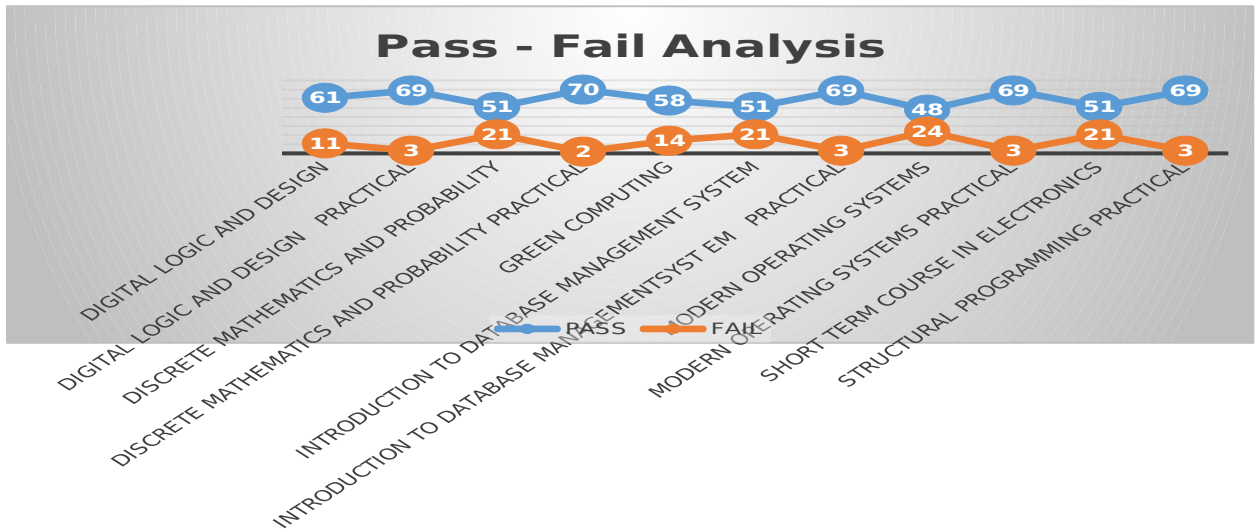 Pass - Fail Analysis
61 69 51 70 58 51 69 48 69 51 69
11 3 21 2 14 21 3 24 3 21 3
DIGITAL LOGIC AND DESIGN
DIGITAL LOGIC AND DESIGN PRACTICAL
DISCRETE MATHEMATICS AND PROBABILITY
DISCRETE MATHEMATICS AND PROBABILITY PRACTICAL
GREEN COMPUTING
INTRODUCTION TO DATABASE MANAGEMENT SYSTEM
INTRODUCTION TO DATABASE MANAGEMENTSYST EM PRACTICAL
MODERN OPERATING SYSTEMS
MODERN OPERATING SYSTEMS PRACTICAL
SHORT TERM COURSE IN ELECTRONICS
STRUCTURAL PROGRAMMING PRACTICAL
PASS FAIL